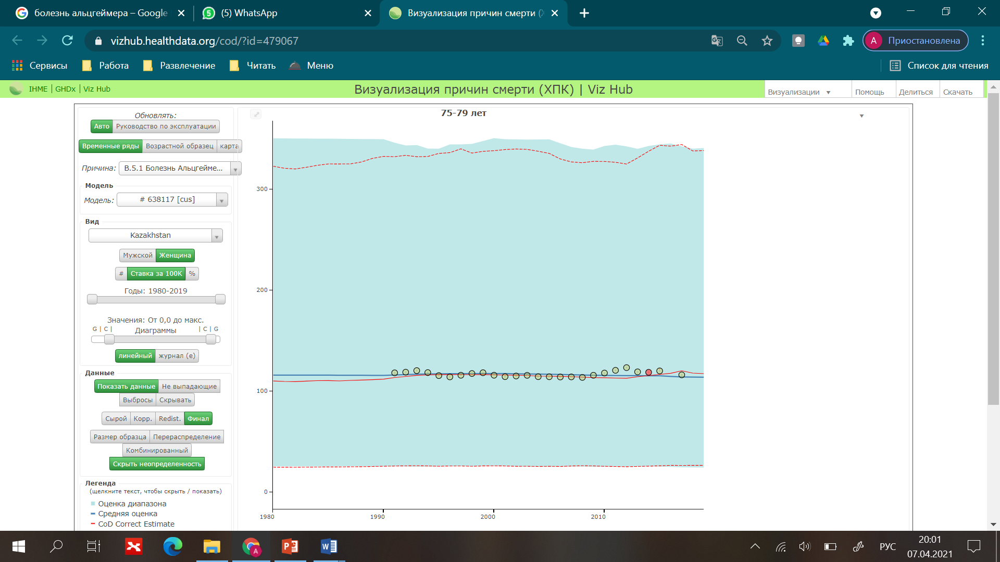 болезнь альцгеймера – Google
(5) WhatsApp
Визуализация причин смерти (Х
vizhub.healthdata.org/cod/?id=479067
A Приостановлена
Сервисы Работа Развлечение Читать Меню Список для чтения
IHME | GHDx | Viz Hub
Визуализация причин смерти (ХПК) | Viz Hub
Визуализации Помощь Делиться Скачать
Обновлять:
Авто Руководство по эксплуатации
Временные ряды Возрастной образец карта
Причина: B.5.1 Болезнь Альцгейме...
Модель
Модель: # 638117 [cus]
Вид
Kazakhstan
Мужской Женщина
# Ставка за 100К %
Годы: 1980-2019
Значения: От 0,0 до макс.
G | C | Диаграммы | C | G
линейный журнал (е)
Данные
Показать данные Не выпадающие
Выбросы Скрывать
Сырой Корр. Redist. Финал
Размер образца Перераспределение
Комбинированный
Скрыть неопределенность
Легенда
(щелкните текст, чтобы скрыть / показать)
Оценка диапазона
Средняя оценка
CoD Correct Estimate
75-79 лет
300
200
100
0
1980 1990 2000 2010
РУС
20:01
07.04.2021